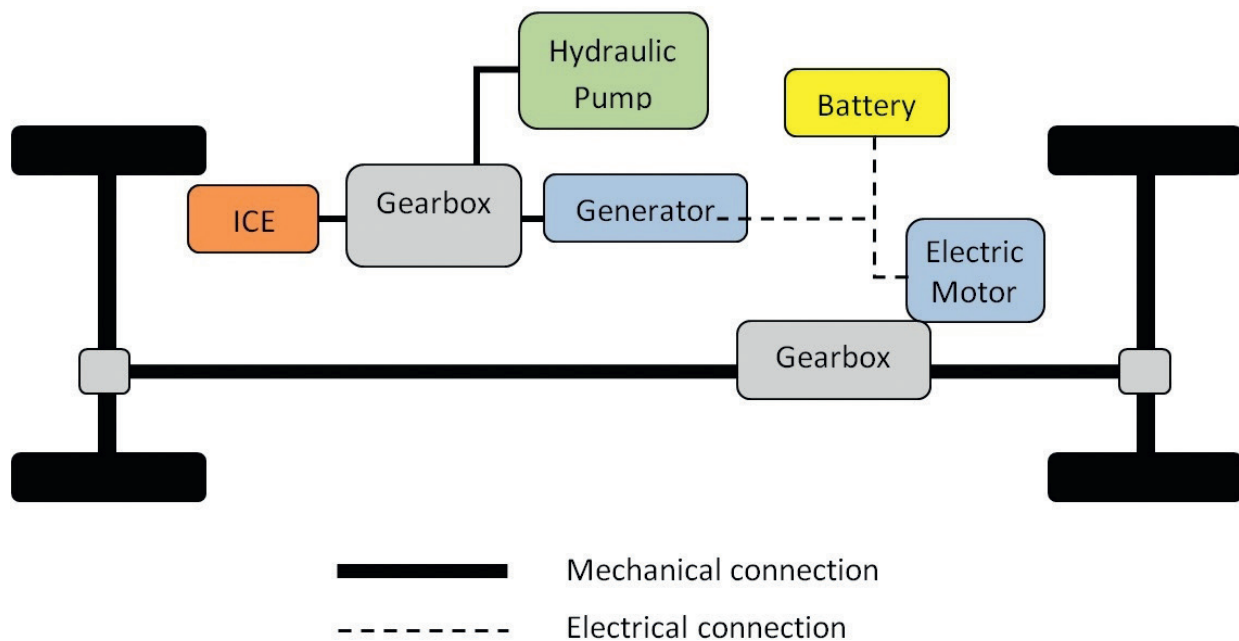 Hydraulic
Pump
Battery
ICE
Gearbox
Generator
Electric
Motor
Gearbox
Mechanical connection
Electrical connection